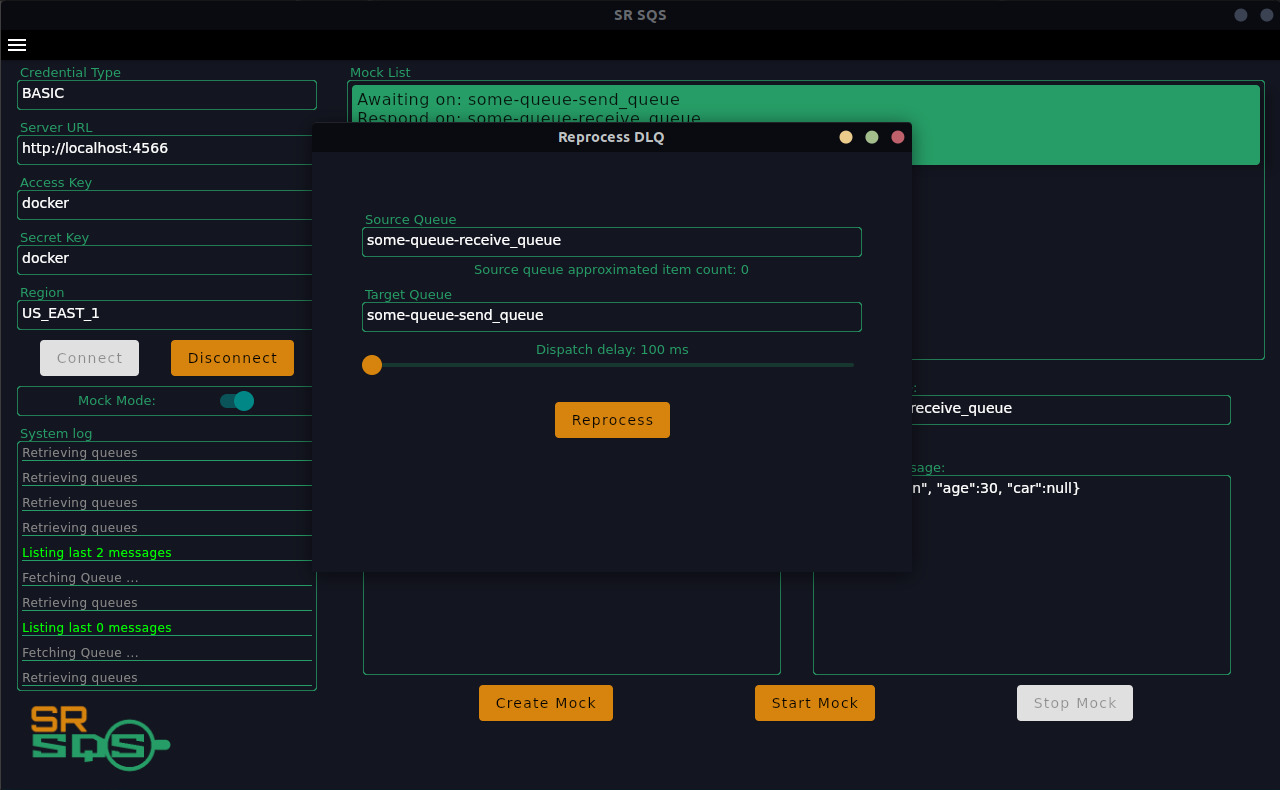 SR SQS
Credential Type
BASIC
Server URL
http://localhost:4566
Access Key
docker
Secret Key
docker
Region
US_EAST_1
Connect
Disconnect
Mock Mode:
System log
Retrieving queues
Retrieving queues
Retrieving queues
Retrieving queues
Listing last 2 messages
Fetching Queue ...
Retrieving queues
Listing last 0 messages
Fetching Queue ...
Retrieving queues
SR
SQS
Mock List
Awaiting on: some-queue-send_queue
Respond on: some-queue-receive_queue
Reprocess DLQ
Source Queue
some-queue-receive_queue
Source queue approximated item count: 0
Target Queue
some-queue-send_queue
Dispatch delay: 100 ms
Reprocess
:
receive_queue
sage:
n", "age":30, "car":null}
Create Mock
Start Mock
Stop Mock